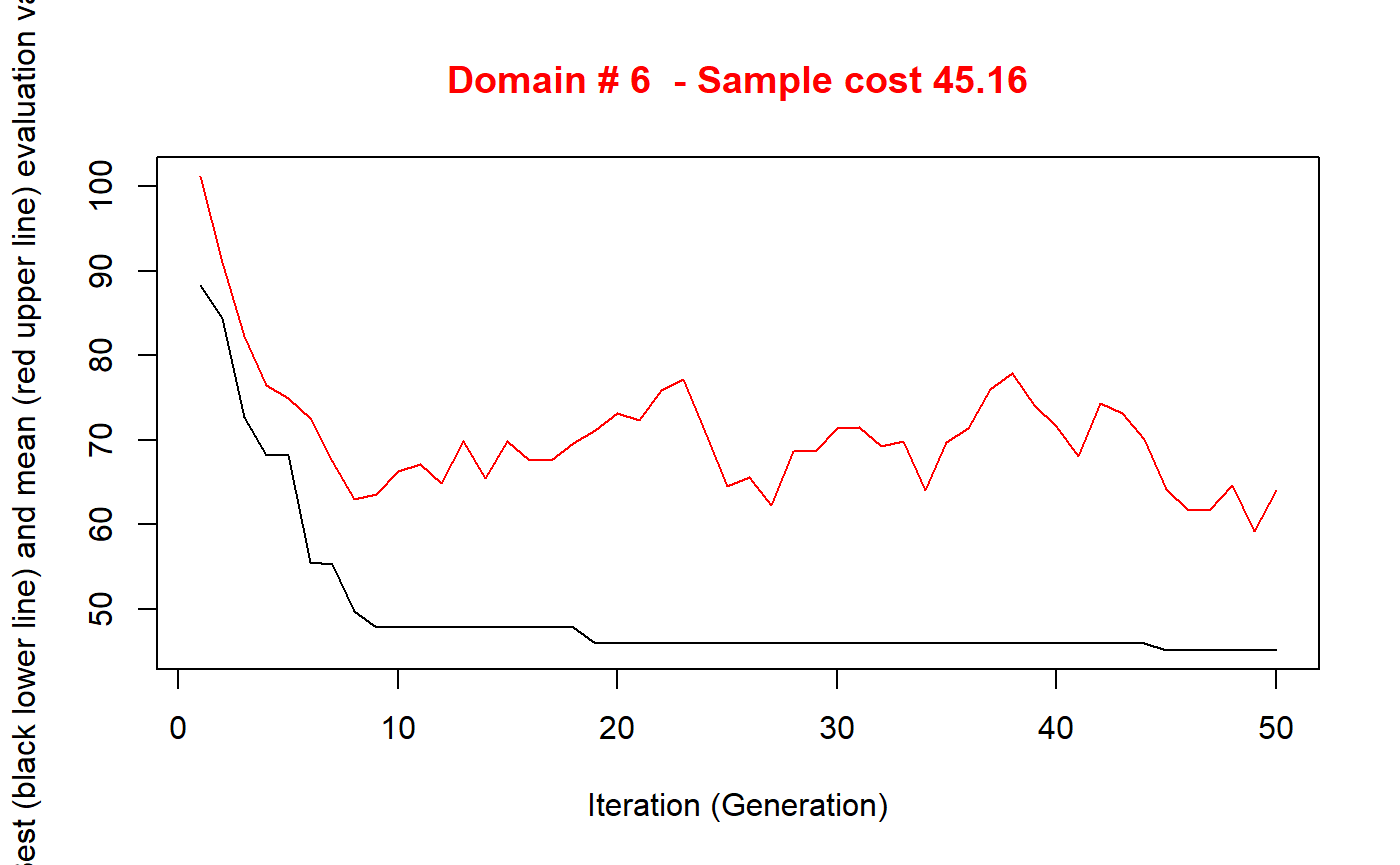 Domain # 6  - Sample cost 45.16
(black lower line) and mean (red upper line) evaluation
100
90
80
70
60
50
0 10 20 30 40 50
Iteration (Generation)